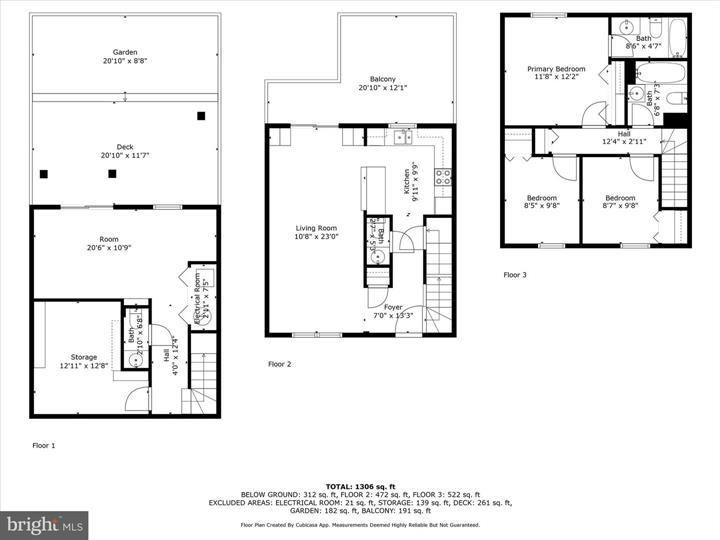 Garden
20'10" × 8'8"
Deck
20'10" × 11'7"
Room
20'6" × 10'9"
Electrical Room
2'11" × 7'5"
Bath
2'10" × 6'8"
Hall
4'0" × 12'4"
Storage
12'11" × 12'8"
Floor 1
Balcony
20'10" × 12'1"
Kitchen
9'11" × 9'9"
Living Room
10'8" × 23'0"
Bath
Foyer
7'0" × 13'3"
Floor 2
Bath
8'6" × 4'7"
Primary Bedroom
11'8" × 12'2"
Bath
6'8" × 7'3"
Hall
12'4" × 2'11"
Bedroom
8'5" × 9'8"
Bedroom
8'7" × 9'8"
Floor 3
TOTAL: 1306 sq. ft
BELOW GROUND: 312 sq. ft, FLOOR 2: 472 sq. ft, FLOOR 3: 522 sq. ft
EXCLUDED AREAS: ELECTRICAL ROOM: 21 sq. ft, STORAGE: 139 sq. ft, DECK: 261 sq. ft,
GARDEN: 182 sq. ft, BALCONY: 191 sq. ft
Floor Plan Created By Cubicasa App. Measurements Deemed Highly Reliable But Not Guaranteed.
bright MLS